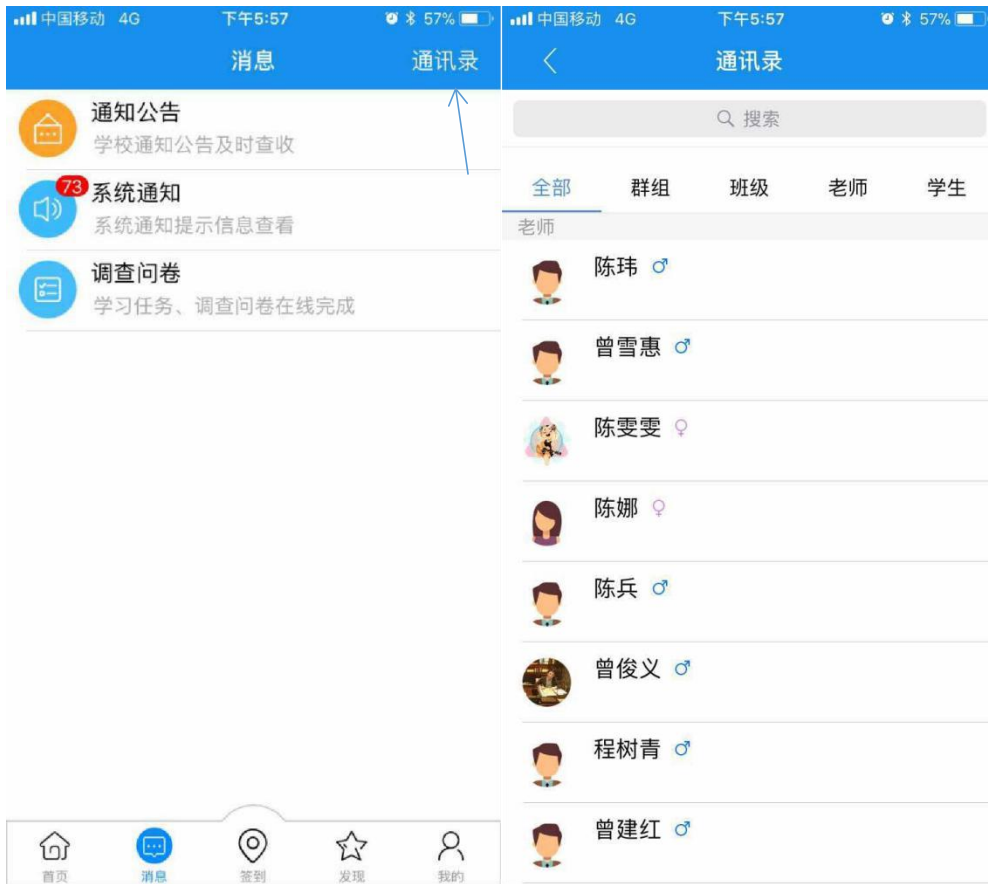 中国移动 4G 下午5:57 57%
消息 通讯录
通知公告
学校通知公告及时查收
73
系统通知
系统通知提示信息查看
调查问卷
学习任务、调查问卷在线完成
首页 消息 签到 发现 我的
中国移动 4G 下午5:57 57%
通讯录
搜索
全部 群组 班级 老师 学生
老师
陈玮
曾雪惠
陈雯雯
陈娜
陈兵
曾俊义
程树青
曾建红